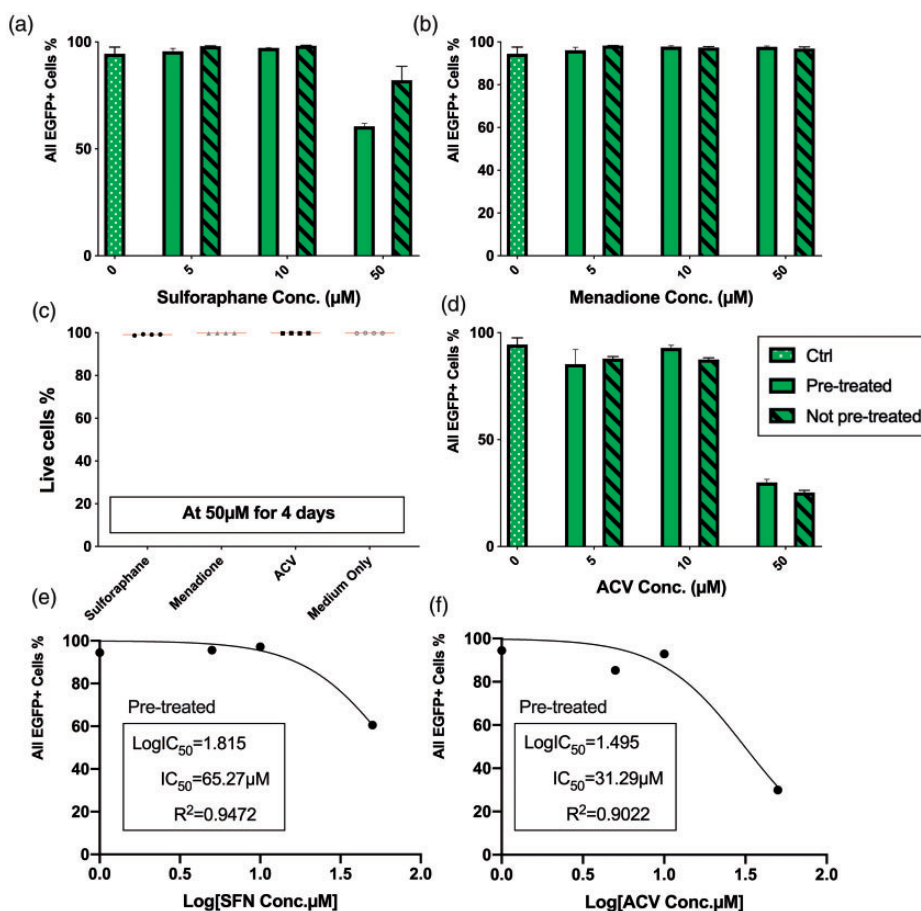 (a)
All EGFP+ Cells %
100
50
0
0
5
10
50
Sulforaphane Conc. (µM)
(b)
All EGFP+ Cells %
100
80
60
40
20
0
0
5
10
50
Menadione Conc. (µM)
(c)
Live cells %
100
80
60
40
20
0
At 50µM for 4 days
Sulforaphane
Menadione
ACV
Medium Only
(d)
All EGFP+ Cells %
100
50
0
0
5
10
50
ACV Conc. (µM)
Ctrl
Pre-treated
Not pre-treated
(e)
All EGFP+ Cells %
100
80
60
40
20
0
Pre-treated
LogIC50=1.815
IC50=65.27µM
R2=0.9472
0.0
0.5
1.0
1.5
2.0
Log[SFN Conc.µM]
(f)
All EGFP+ Cells %
100
80
60
40
20
0
Pre-treated
LogIC50=1.495
IC50=31.29µM
R2=0.9022
0.0
0.5
1.0
1.5
2.0
Log[ACV Conc.µM]